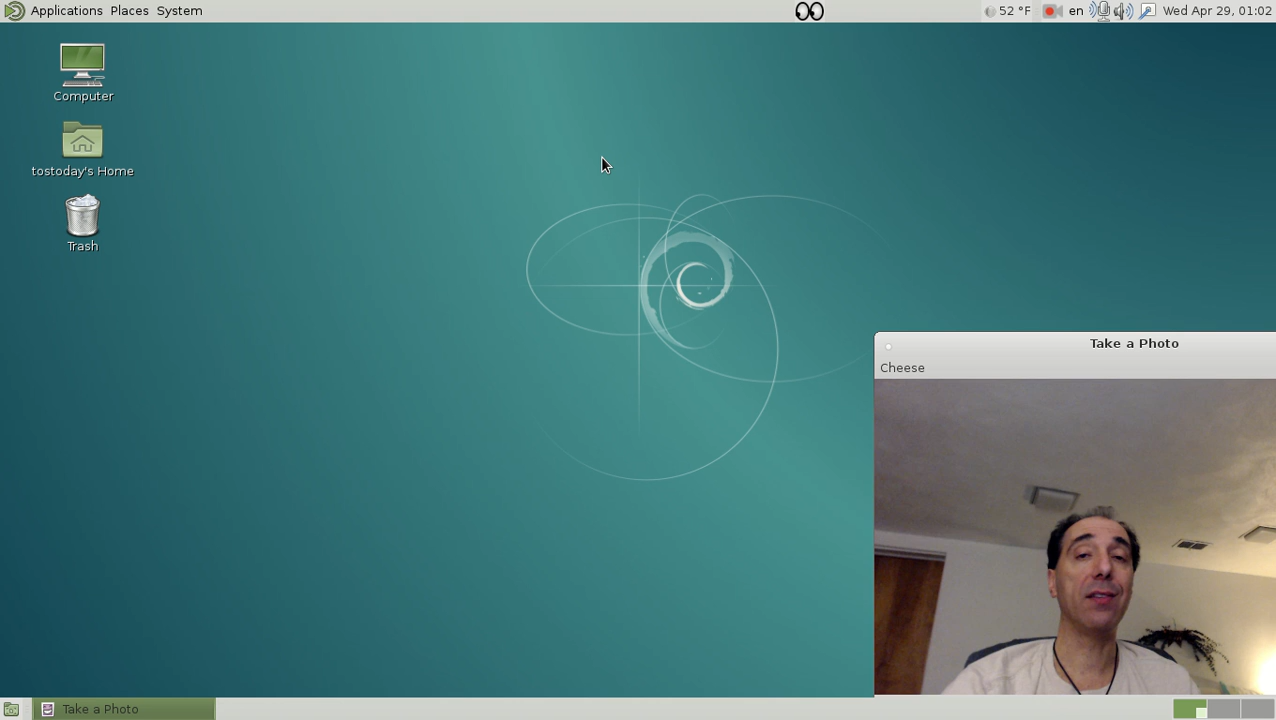 Applications Places System 52 °F en Wed Apr 29, 01:02
Computer
tostoday's Home
Trash
Take a Photo
Cheese
Take a Photo